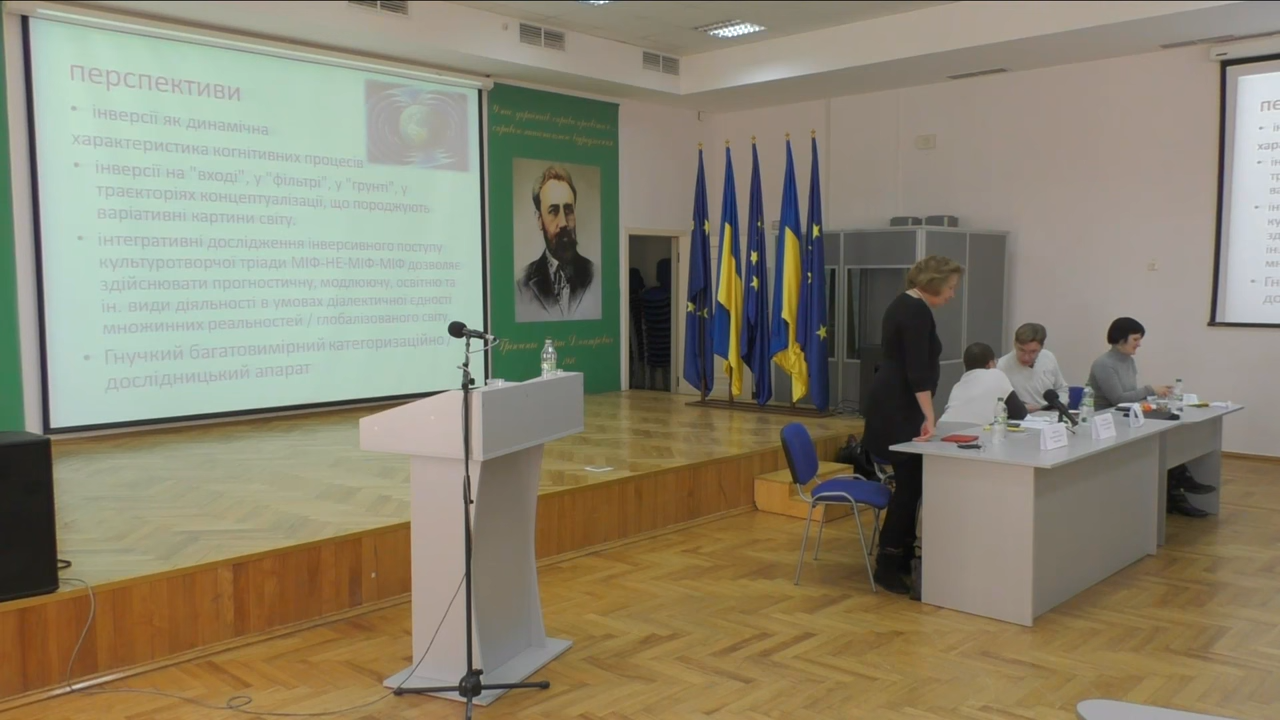 перспективи
• інверсії як динамічна
характеристика когнітивних процесів
• інверсії на "вході", у "фільтрі", у "грунті", у
траєкторіях концептуалізації, що породжують
варіативні картини світу.
• інтегративні дослідження інверсивного поступу
культуротворчої тріади МІФ-НЕ-МІФ-МІФ дозволяє
здійснювати прогностичну, модлюючу, освітню та
ін. види діяльності в умовах діалектичної єдності
множинних реальностей / глобалізованого світу
• Гнучкий багатовимірний категоризаційно /
дослідницький апарат